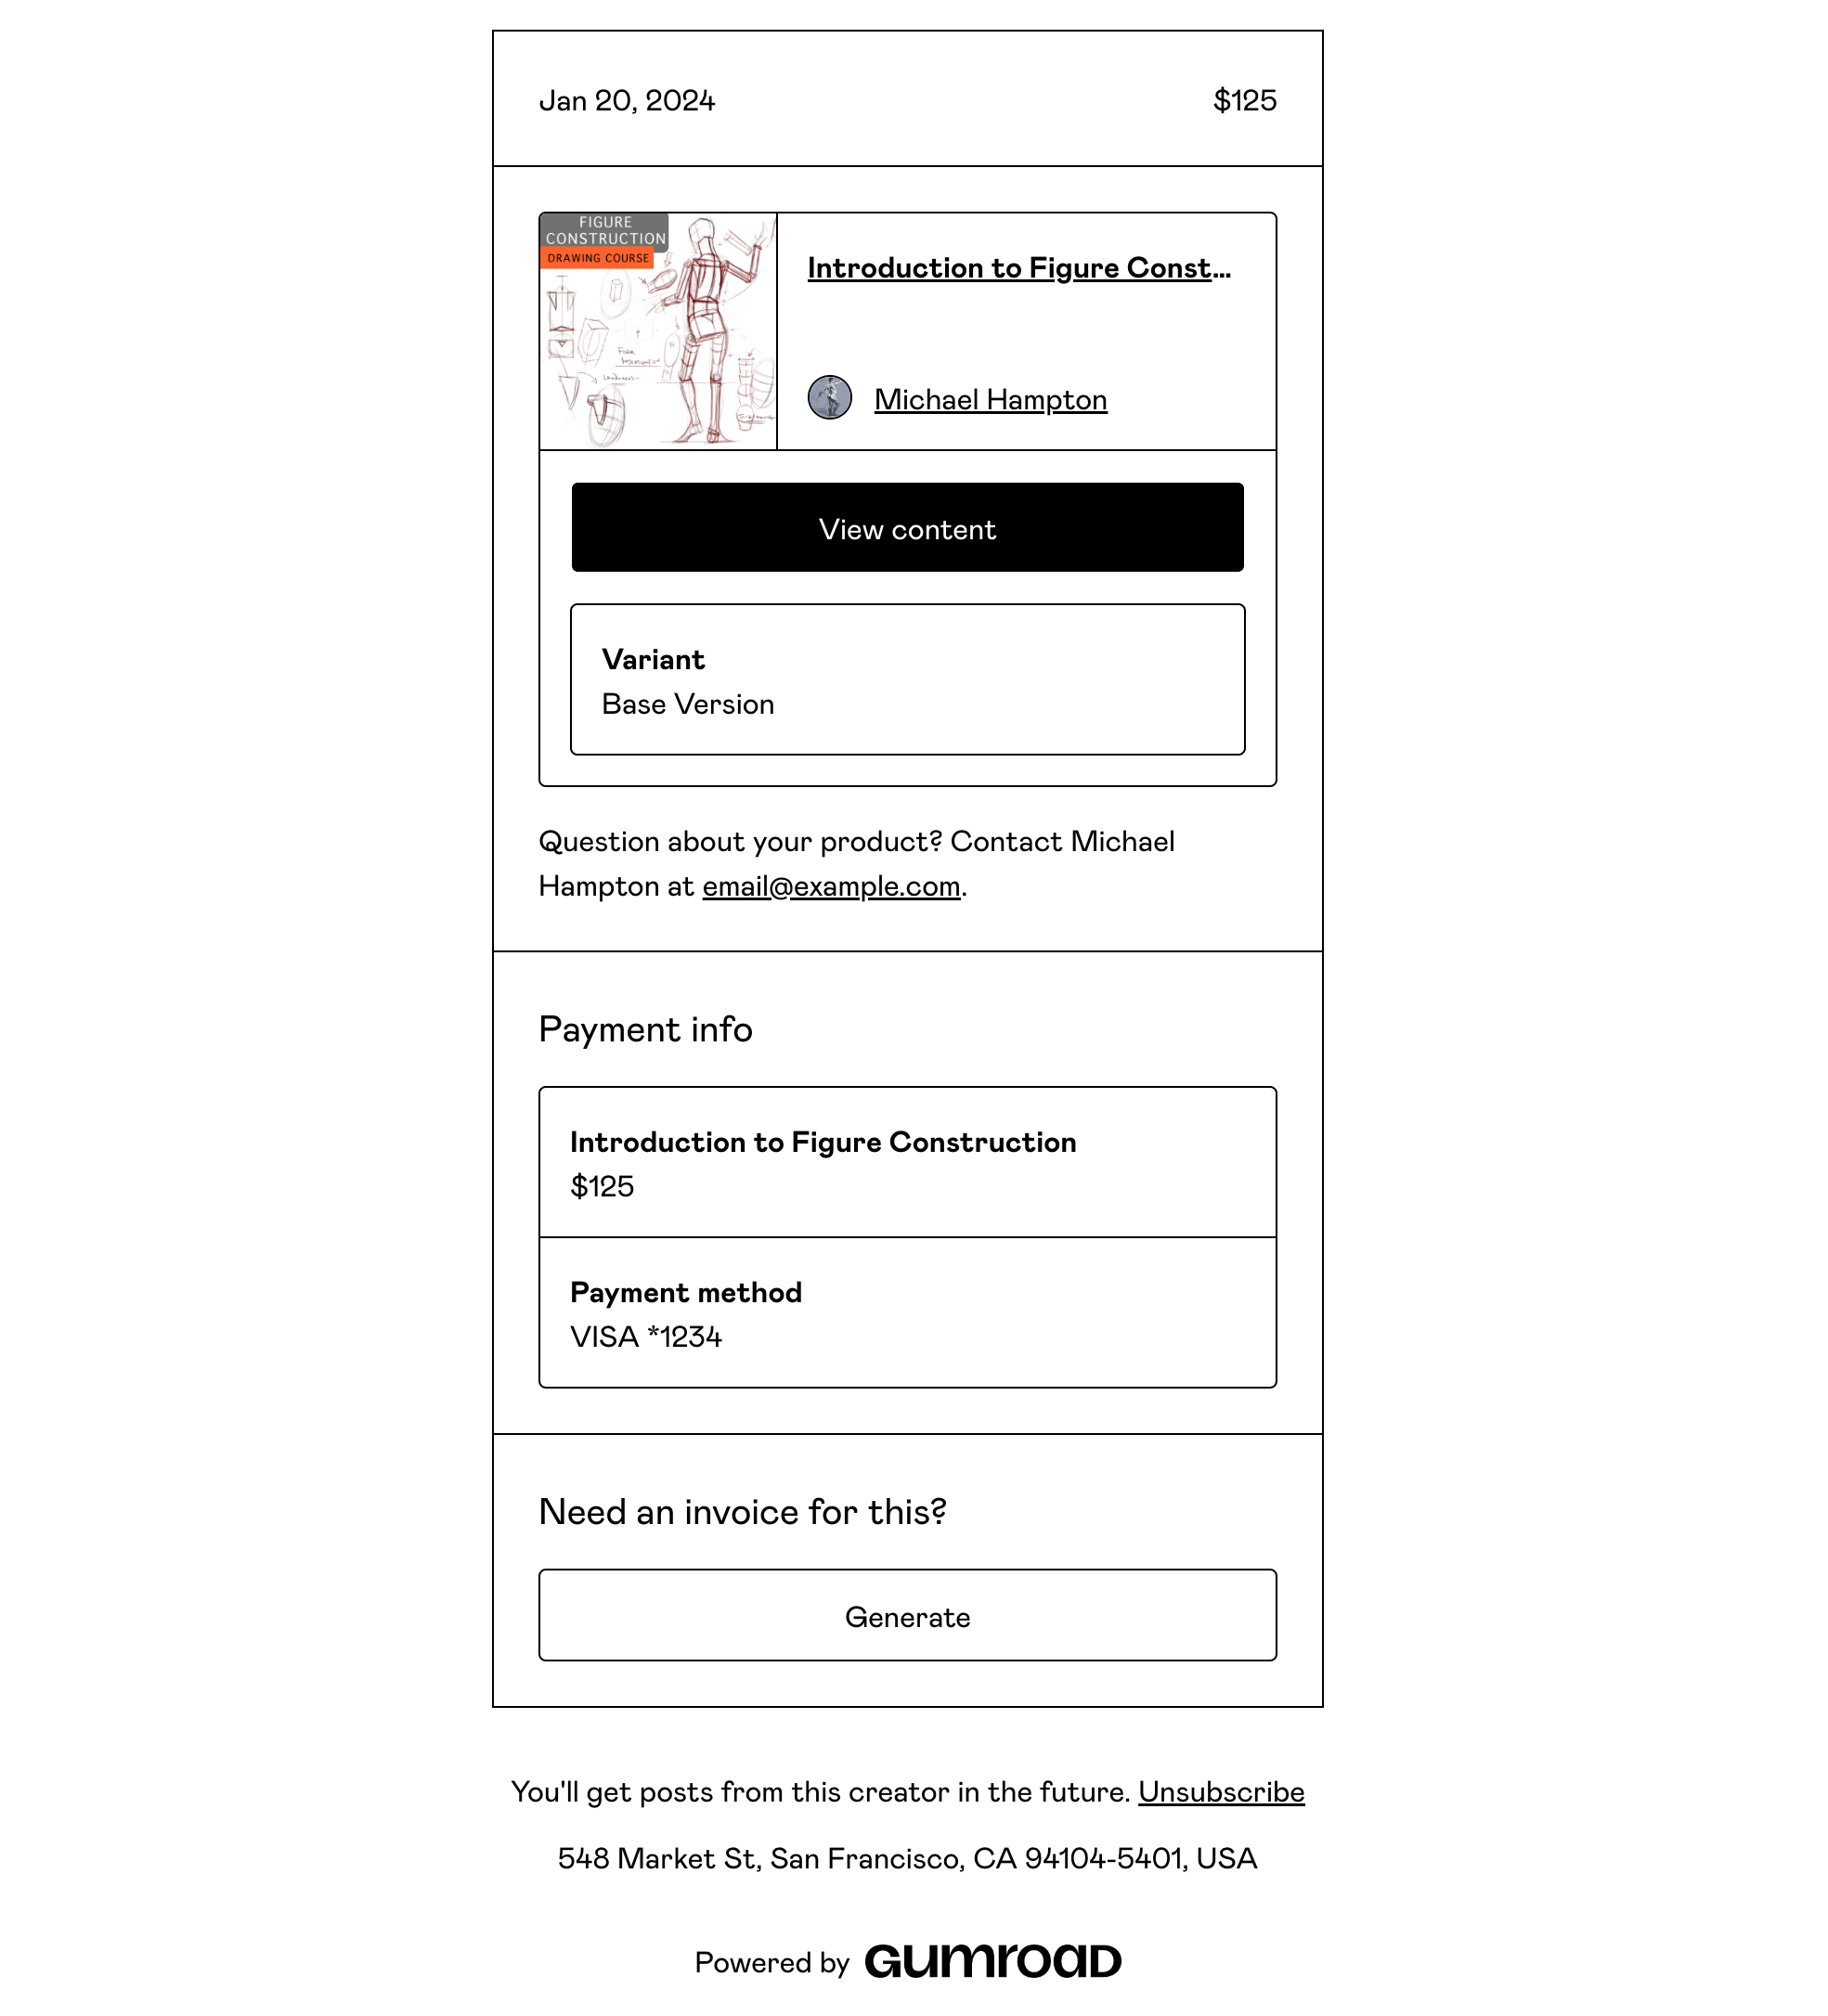 Jan 20, 2024 $125
FIGURE
CONSTRUCTION
DRAWING COURSE
Introduction to Figure Const...
Michael Hampton
View content
Variant
Base Version
Question about your product? Contact Michael
Hampton at email@example.com.
Payment info
Introduction to Figure Construction
$125
Payment method
VISA *1234
Need an invoice for this?
Generate
You'll get posts from this creator in the future. Unsubscribe
548 Market St, San Francisco, CA 94104-5401, USA
Powered by GUMROAD